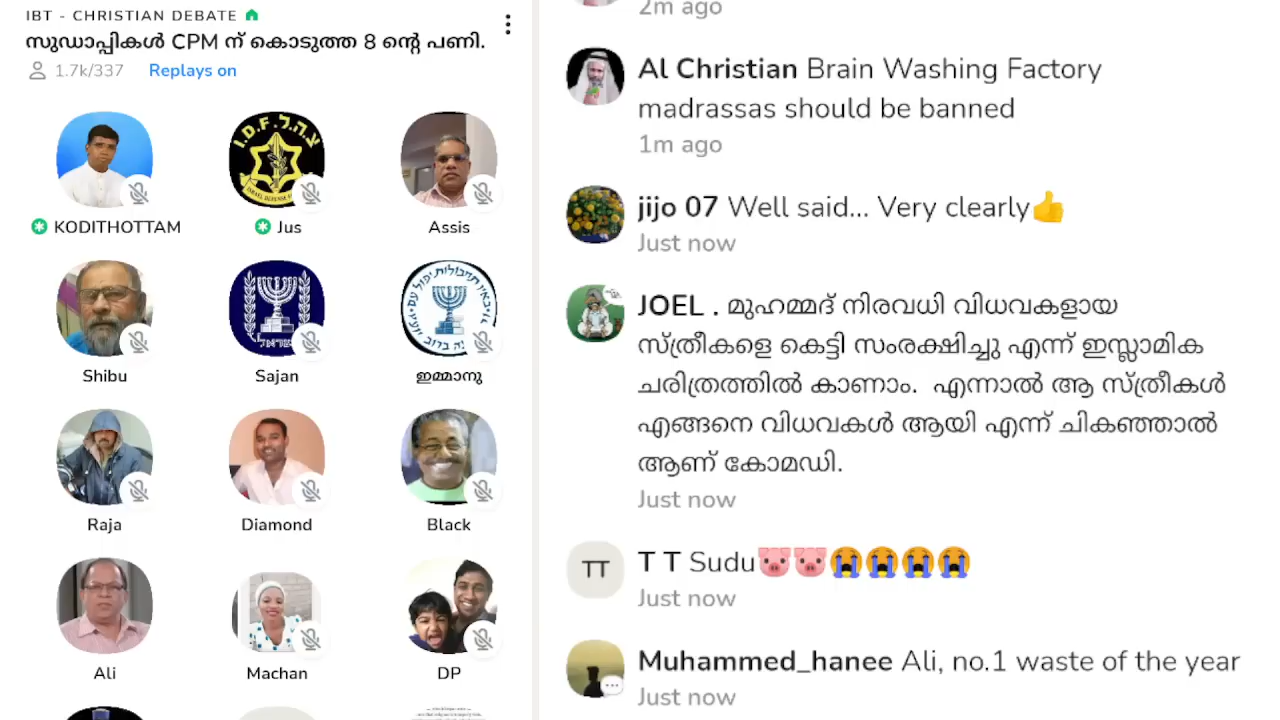 IBT - CHRISTIAN DEBATE
സുഡാപ്പികൾ CPM ന് കൊടുത്ത 8 ന്റെ പണി.
1.7k/337 Replays on
KODITHOTTAM
Jus
Assis
Shibu
Sajan
ഇമ്മാനു
Raja
Diamond
Black
Ali
Machan
DP
2m ago
Al Christian Brain Washing Factory
madrassas should be banned
1m ago
jijo 07 Well said... Very clearly👍
Just now
JOEL . മുഹമ്മദ് നിരവധി വിധവകളായ
സ്ത്രീകളെ കെട്ടി സംരക്ഷിച്ചു എന്ന് ഇസ്ലാമിക
ചരിത്രത്തിൽ കാണാം. എന്നാൽ ആ സ്ത്രീകൾ
എങ്ങനെ വിധവകൾ ആയി എന്ന് ചികഞ്ഞാൽ
ആണ് കോമഡി.
Just now
TT
T T Sudu🐷🐷😭😭😭😭
Just now
Muhammed_hanee Ali, no.1 waste of the year
Just now